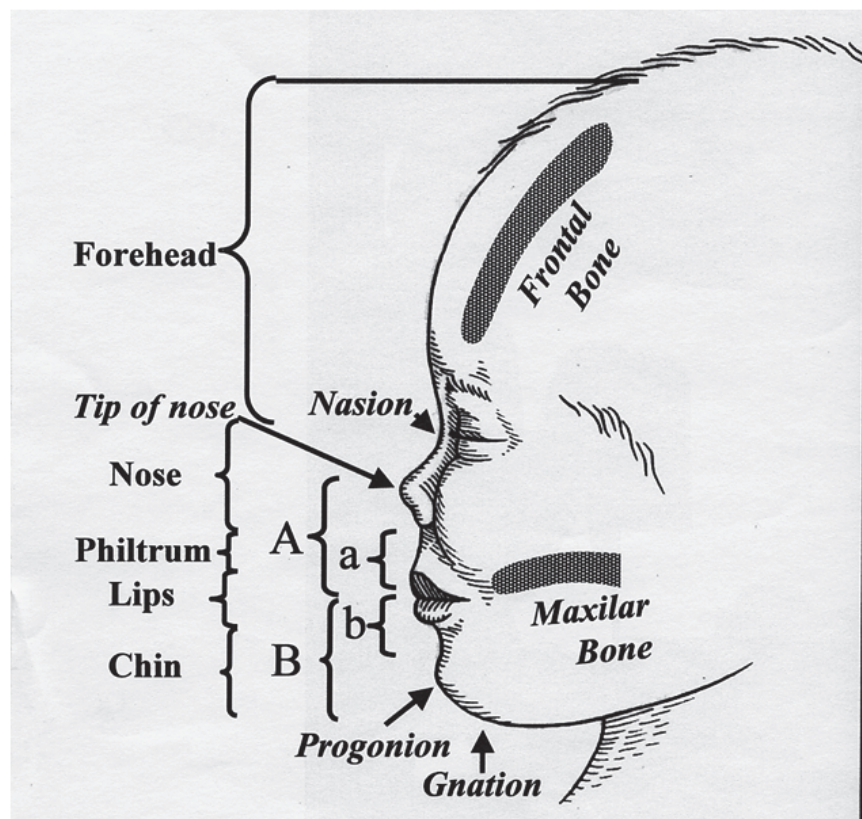 Forehead
Frontal
Bone
Tip of nose
Nasion
Nose
A
Philtrum
a
Lips
b
Maxilar
Bone
Chin
B
Progonion
Gnation